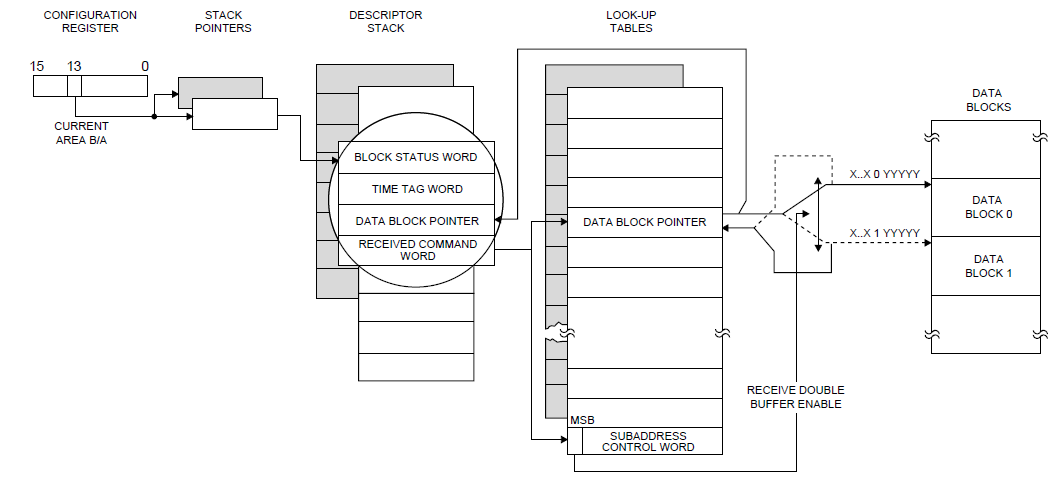 CONFIGURATION
REGISTER
STACK
POINTERS
DESCRIPTOR
STACK
LOOK-UP
TABLES
15 13 0
CURRENT
AREA B/A
DATA
BLOCKS
BLOCK STATUS WORD
TIME TAG WORD
DATA BLOCK POINTER
RECEIVED COMMAND
WORD
DATA BLOCK POINTER
X..X 0 YYYYY
DATA
BLOCK 0
X..X 1 YYYYY
DATA
BLOCK 1
RECEIVE DOUBLE
BUFFER ENABLE
MSB
SUBADDRESS
CONTROL WORD